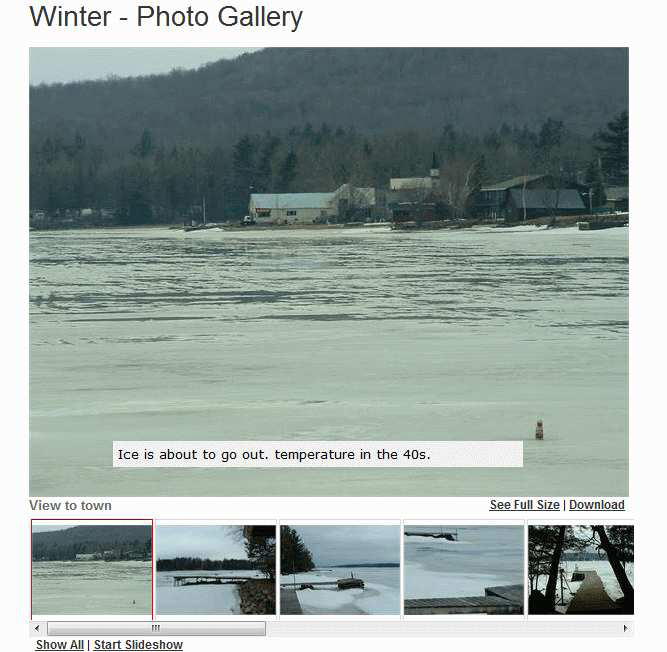 Winter - Photo Gallery
Ice is about to go out. temperature in the 40s.
View to town
See Full Size | Download
Show All | Start Slideshow